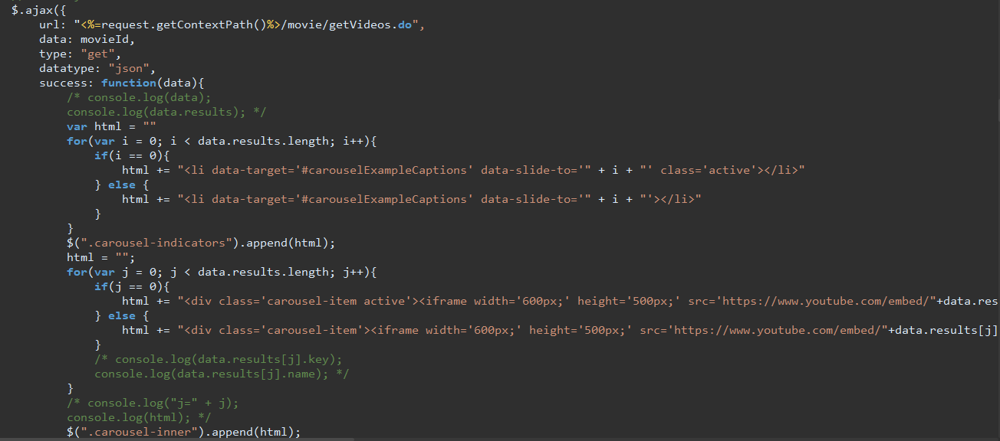 $.ajax({
    url: "<%=request.getContextPath()%>/movie/getVideos.do",
    data: movieId,
    type: "get",
    datatype: "json",
    success: function(data){
        /* console.log(data);
        console.log(data.results); */
        var html = ""
        for(var i = 0; i < data.results.length; i++){
            if(i == 0){
                html += "<li data-target='#carouselExampleCaptions' data-slide-to='" + i + "' class='active'></li>"
            } else {
                html += "<li data-target='#carouselExampleCaptions' data-slide-to='" + i + "'></li>"
            }
        }
        $(".carousel-indicators").append(html);
        html = "";
        for(var j = 0; j < data.results.length; j++){
            if(j == 0){
                html += "<div class='carousel-item active'><iframe width='600px;' height='500px;' src='https://www.youtube.com/embed/"+data.res
            } else {
                html += "<div class='carousel-item'><iframe width='600px;' height='500px;' src='https://www.youtube.com/embed/"+data.results[j]
            }
            /* console.log(data.results[j].key);
            console.log(data.results[j].name); */
        }
        /* console.log("j=" + j);
        console.log(html); */
        $(".carousel-inner").append(html);